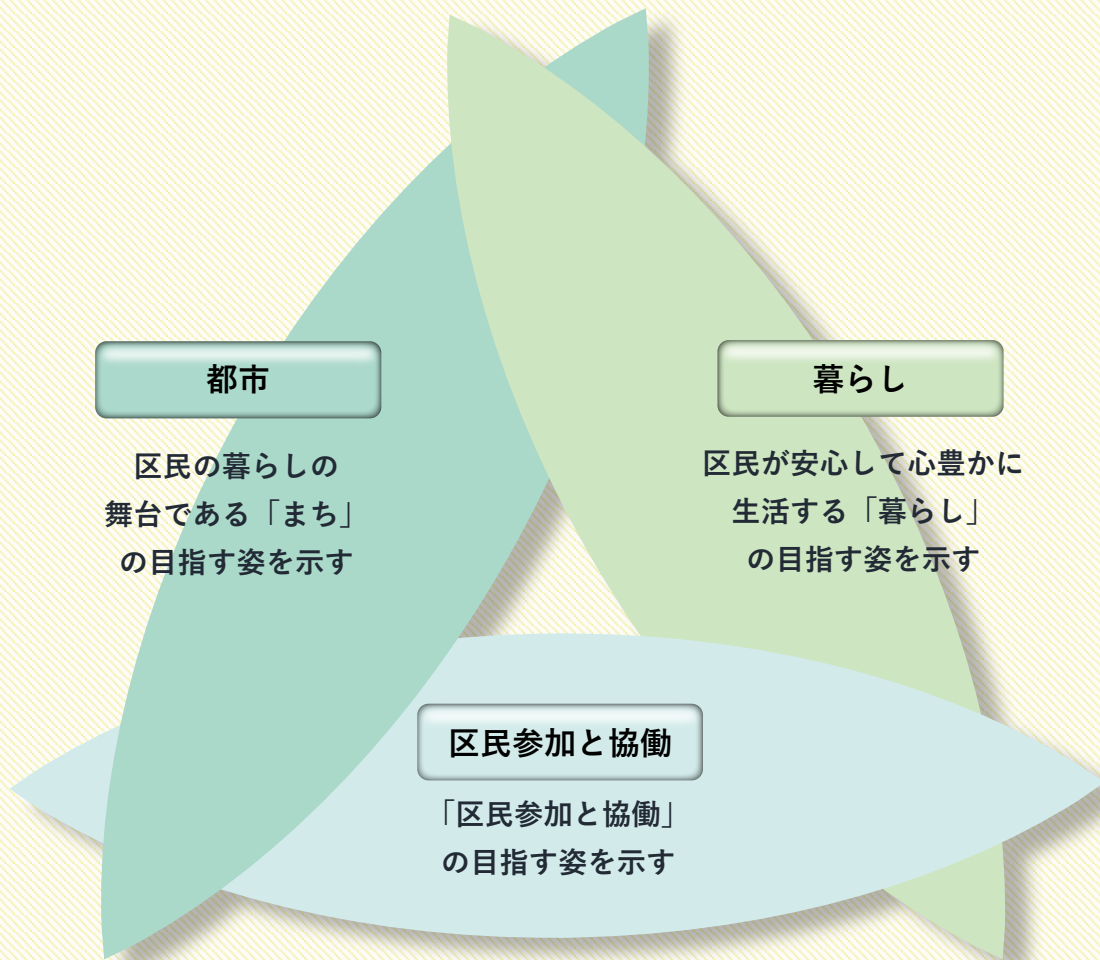 都市
区民の暮らしの
舞台である「まち」
の目指す姿を示す
暮らし
区民が安心して心豊かに
生活する「暮らし」
の目指す姿を示す
区民参加と協働
「区民参加と協働」
の目指す姿を示す